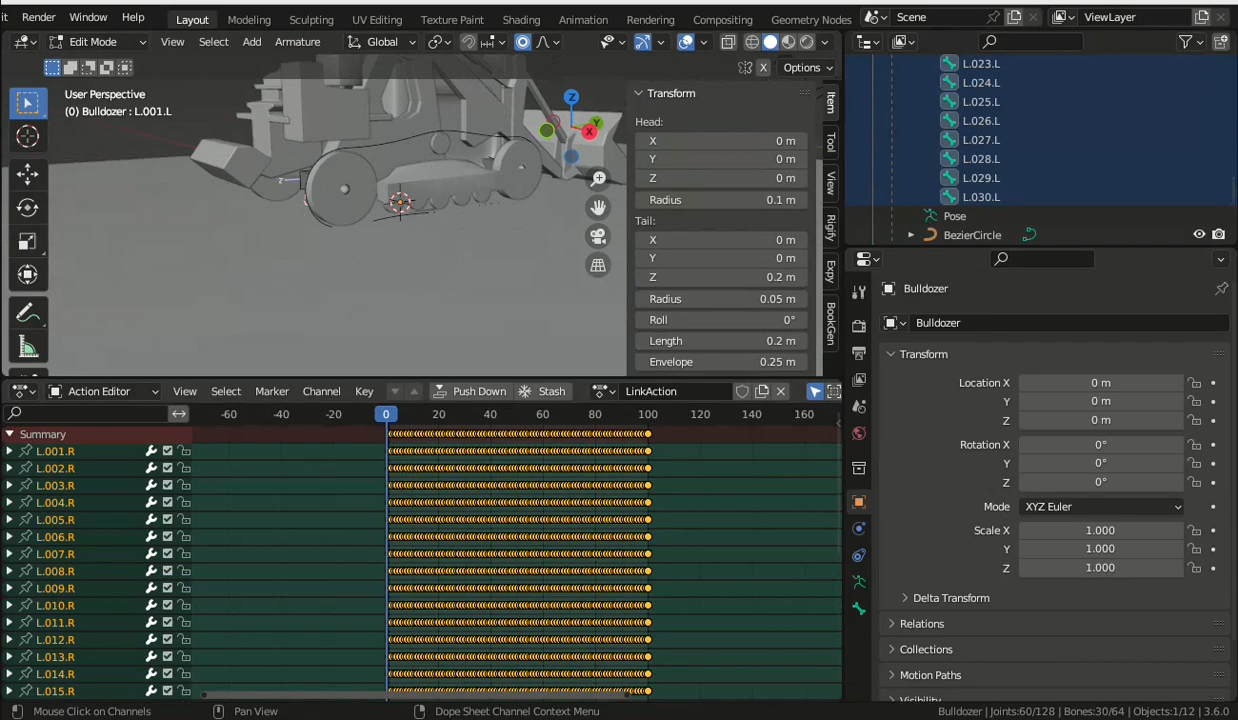 it Render Window Help Layout Modeling Sculpting UV Editing Texture Paint Shading Animation Rendering Compositing Geometry Nodes Scene ViewLayer
Edit Mode View Select Add Armature Global
X Options
User Perspective
(0) Bulldozer : L.001.L
Z Y X
Transform
Head:
X 0 m
Y 0 m
Z 0 m
Radius 0.1 m
Tail:
X 0 m
Y 0 m
Z 0.2 m
Radius 0.05 m
Roll 0°
Length 0.2 m
Envelope 0.25 m
Item
Tool
View
Rigify
Expy
BookGen
L.023.L
L.024.L
L.025.L
L.026.L
L.027.L
L.028.L
L.029.L
L.030.L
Pose
BezierCircle
Bulldozer
Bulldozer
Transform
Location X 0 m
Y 0 m
Z 0 m
Rotation X 0°
Y 0°
Z 0°
Mode XYZ Euler
Scale X 1.000
Y 1.000
Z 1.000
Delta Transform
Relations
Collections
Motion Paths
Visibility
Action Editor View Select Marker Channel Key Push Down Stash LinkAction
-60 -40 -20 0 20 40 60 80 100 120 140 160
Summary
L.001.R
L.002.R
L.003.R
L.004.R
L.005.R
L.006.R
L.007.R
L.008.R
L.009.R
L.010.R
L.011.R
L.012.R
L.013.R
L.014.R
L.015.R
Mouse Click on Channels Pan View Dope Sheet Channel Context Menu Bulldozer | Joints:60/128 | Bones:30/64 | Objects:1/12 | 3.6.0